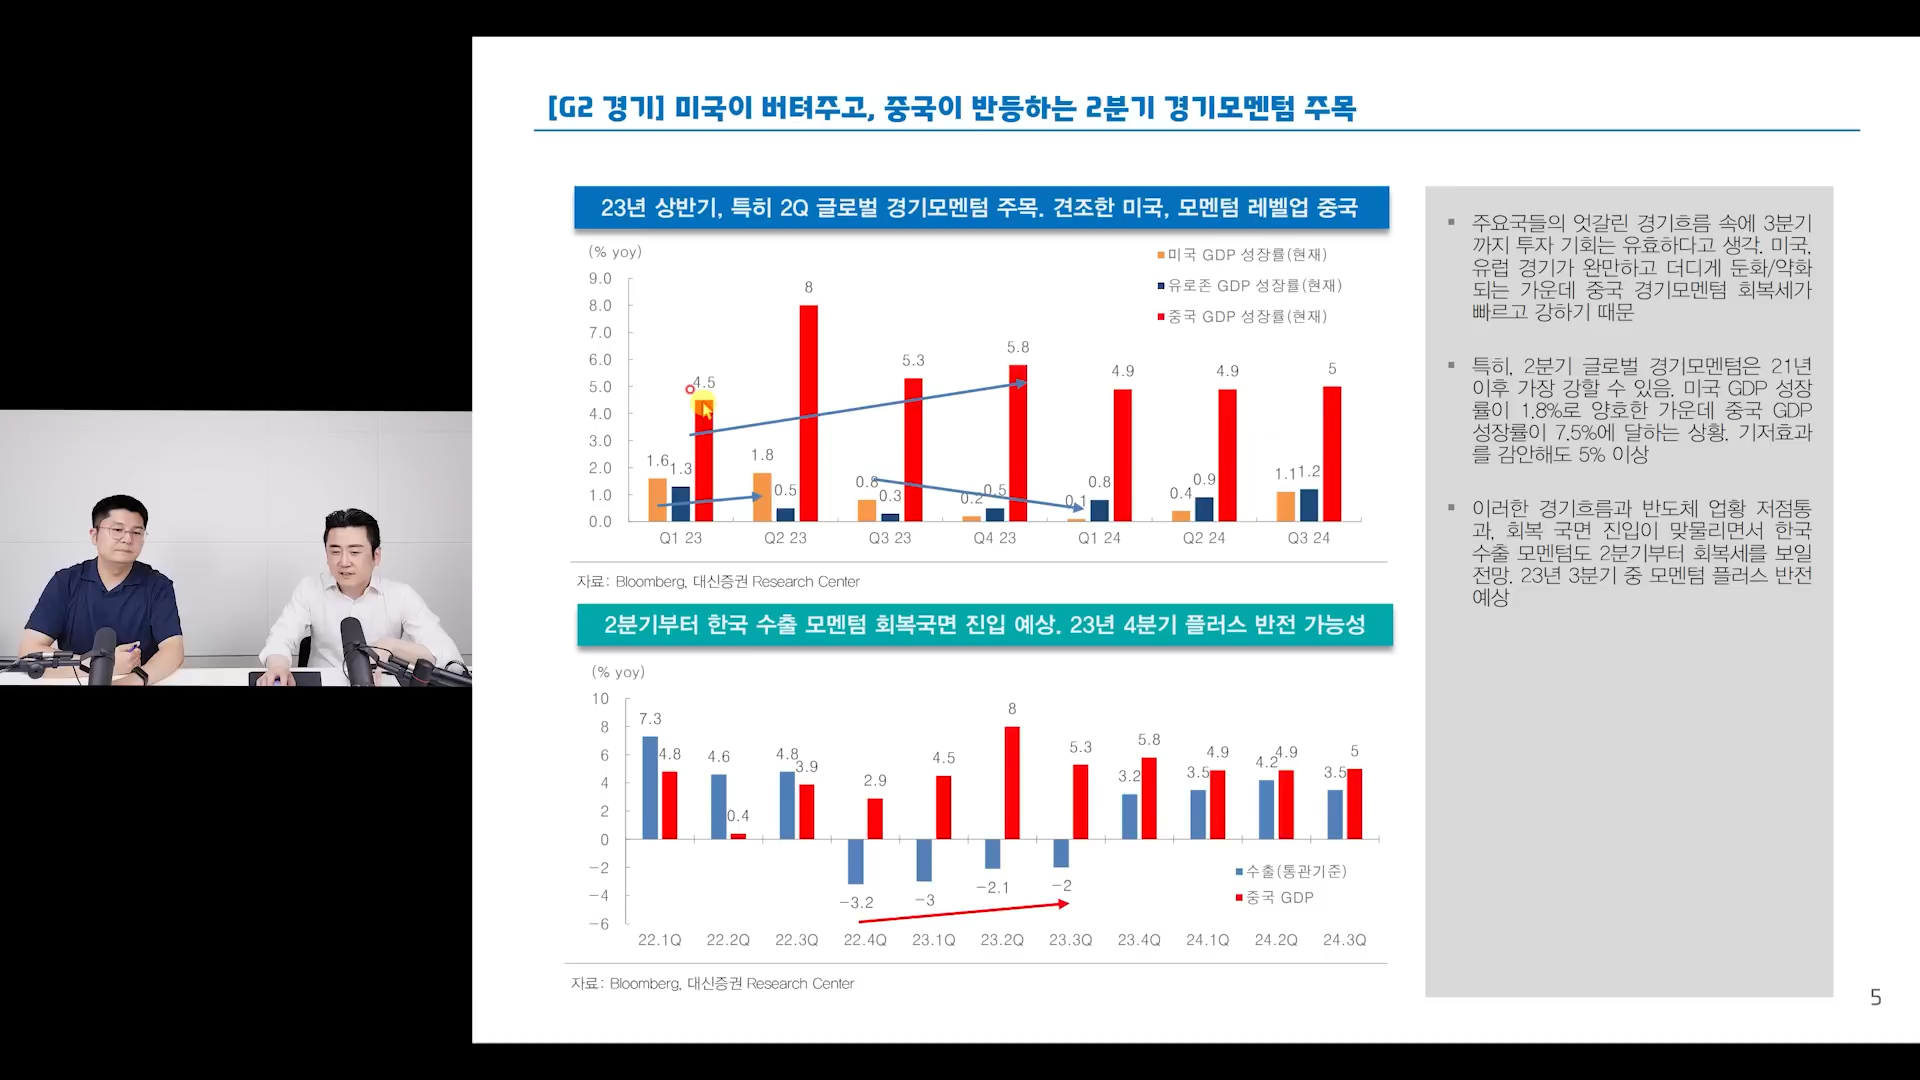 [G2 경기] 미국이 버텨주고, 중국이 반등하는 2분기 경기모멘텀 주목
23년 상반기, 특히 2Q 글로벌 경기모멘텀 주목. 견조한 미국, 모멘텀 레벨업 중국
(% yoy)
미국 GDP 성장률(현재)
유로존 GDP 성장률(현재)
중국 GDP 성장률(현재)
9.0
8.0
7.0
6.0
5.0
4.0
3.0
2.0
1.0
0.0
1.6 1.3 4.5
1.8 0.5 8
0.8 0.3 5.3
0.2 0.5 5.8
0.1 0.8 4.9
0.4 0.9 4.9
1.1 1.2 5
Q1 23 Q2 23 Q3 23 Q4 23 Q1 24 Q2 24 Q3 24
자료: Bloomberg, 대신증권 Research Center
2분기부터 한국 수출 모멘텀 회복국면 진입 예상. 23년 4분기 플러스 반전 가능성
(% yoy)
10
8
6
4
2
0
-2
-4
-6
7.3 4.8
4.6 0.4
4.8 3.9
-3.2 2.9
-3 4.5
-2.1 8
-2 5.3
3.2 5.8
3.5 4.9
4.2 4.9
3.5 5
수출(통관기준)
중국 GDP
22.1Q 22.2Q 22.3Q 22.4Q 23.1Q 23.2Q 23.3Q 23.4Q 24.1Q 24.2Q 24.3Q
자료: Bloomberg, 대신증권 Research Center
주요국들의 엇갈린 경기흐름 속에 3분기
까지 투자 기회는 유효하다고 생각. 미국,
유럽 경기가 완만하고 더디게 둔화/약화
되는 가운데 중국 경기모멘텀 회복세가
빠르고 강하기 때문
특히, 2분기 글로벌 경기모멘텀은 21년
이후 가장 강할 수 있음. 미국 GDP 성장
률이 1.8%로 양호한 가운데 중국 GDP
성장률이 7.5%에 달하는 상황. 기저효과
를 감안해도 5% 이상
이러한 경기흐름과 반도체 업황 저점통
과, 회복 국면 진입이 맞물리면서 한국
수출 모멘텀도 2분기부터 회복세를 보일
전망. 23년 3분기 중 모멘텀 플러스 반전
예상
5